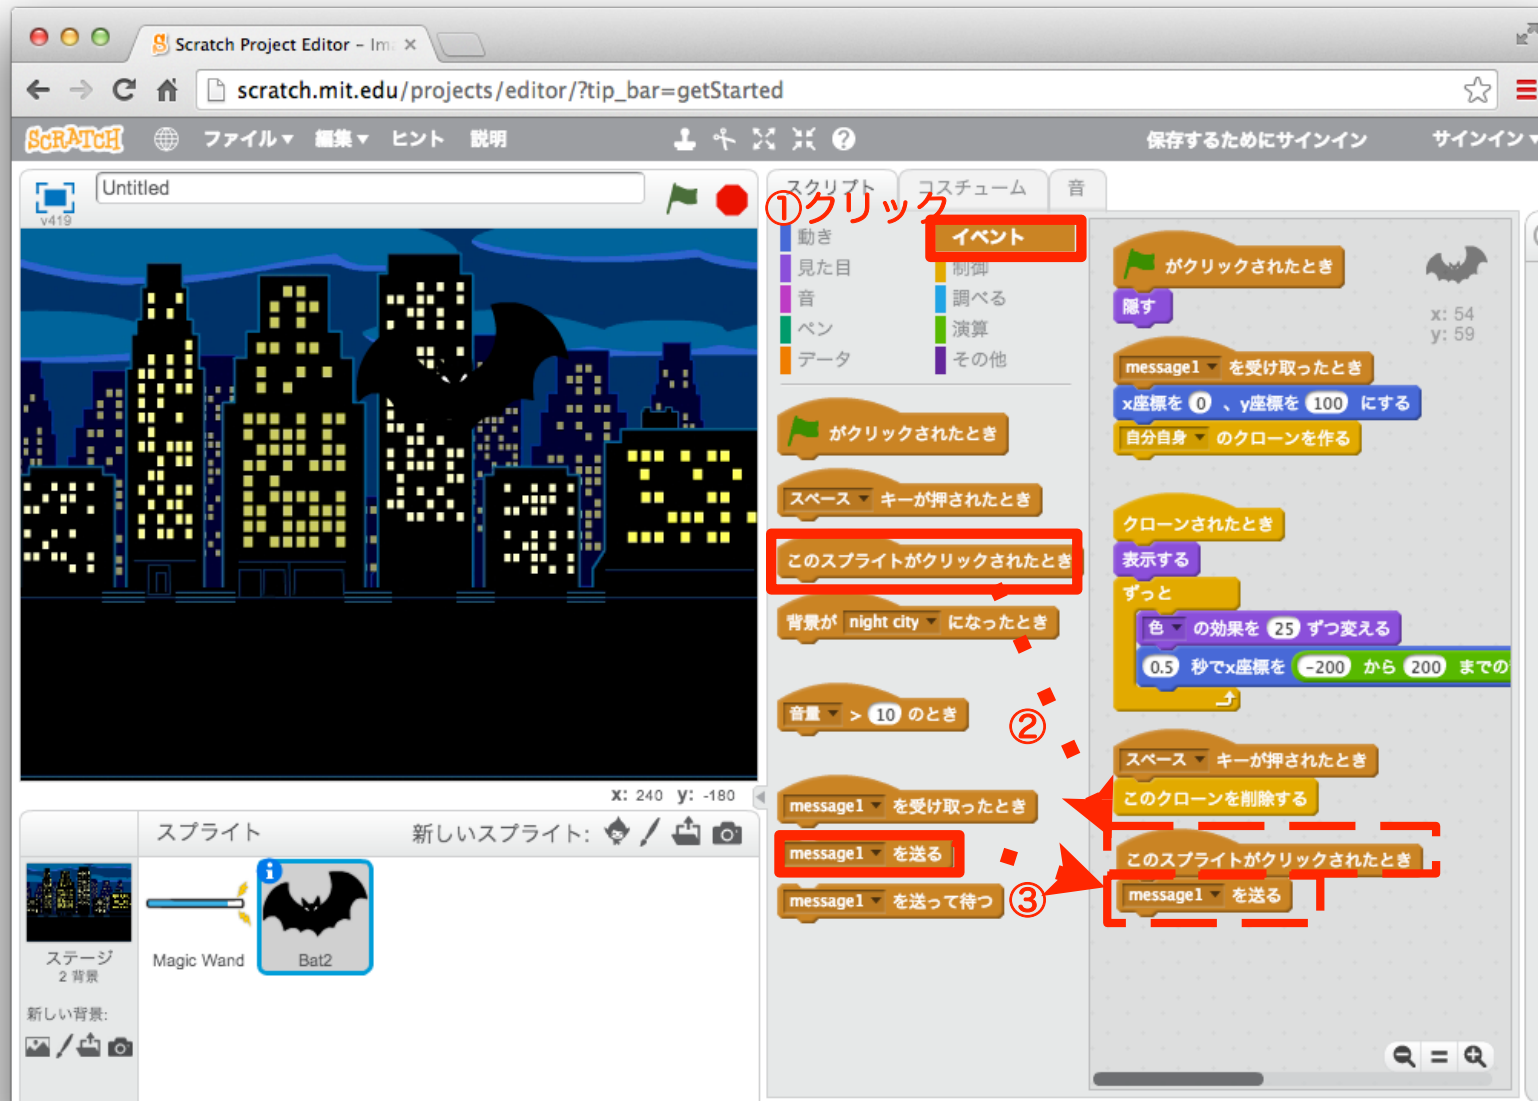 Scratch Project Editor – Im
scratch.mit.edu/projects/editor/?tip_bar=getStarted
SCRATCH ファイル 編集 ヒント 説明 保存するためにサインイン サインイン
Untitled
v419
スクリプト コスチューム 音
①クリック
動き イベント
見た目 制御
音 調べる
ペン 演算
データ その他
がクリックされたとき
スペース キーが押されたとき
このスプライトがクリックされたとき
背景が night city になったとき
音量 > 10 のとき
②
message1 を受け取ったとき
message1 を送る
message1 を送って待つ
③
がクリックされたとき
隠す
x: 54
y: 59
message1 を受け取ったとき
x座標を 0 、y座標を 100 にする
自分自身 のクローンを作る
クローンされたとき
表示する
ずっと
色 の効果を 25 ずつ変える
0.5 秒でx座標を -200 から 200 までの
スペース キーが押されたとき
このクローンを削除する
このスプライトがクリックされたとき
message1 を送る
x: 240 y: -180
スプライト 新しいスプライト:
ステージ
2 背景
新しい背景:
Magic Wand
Bat2